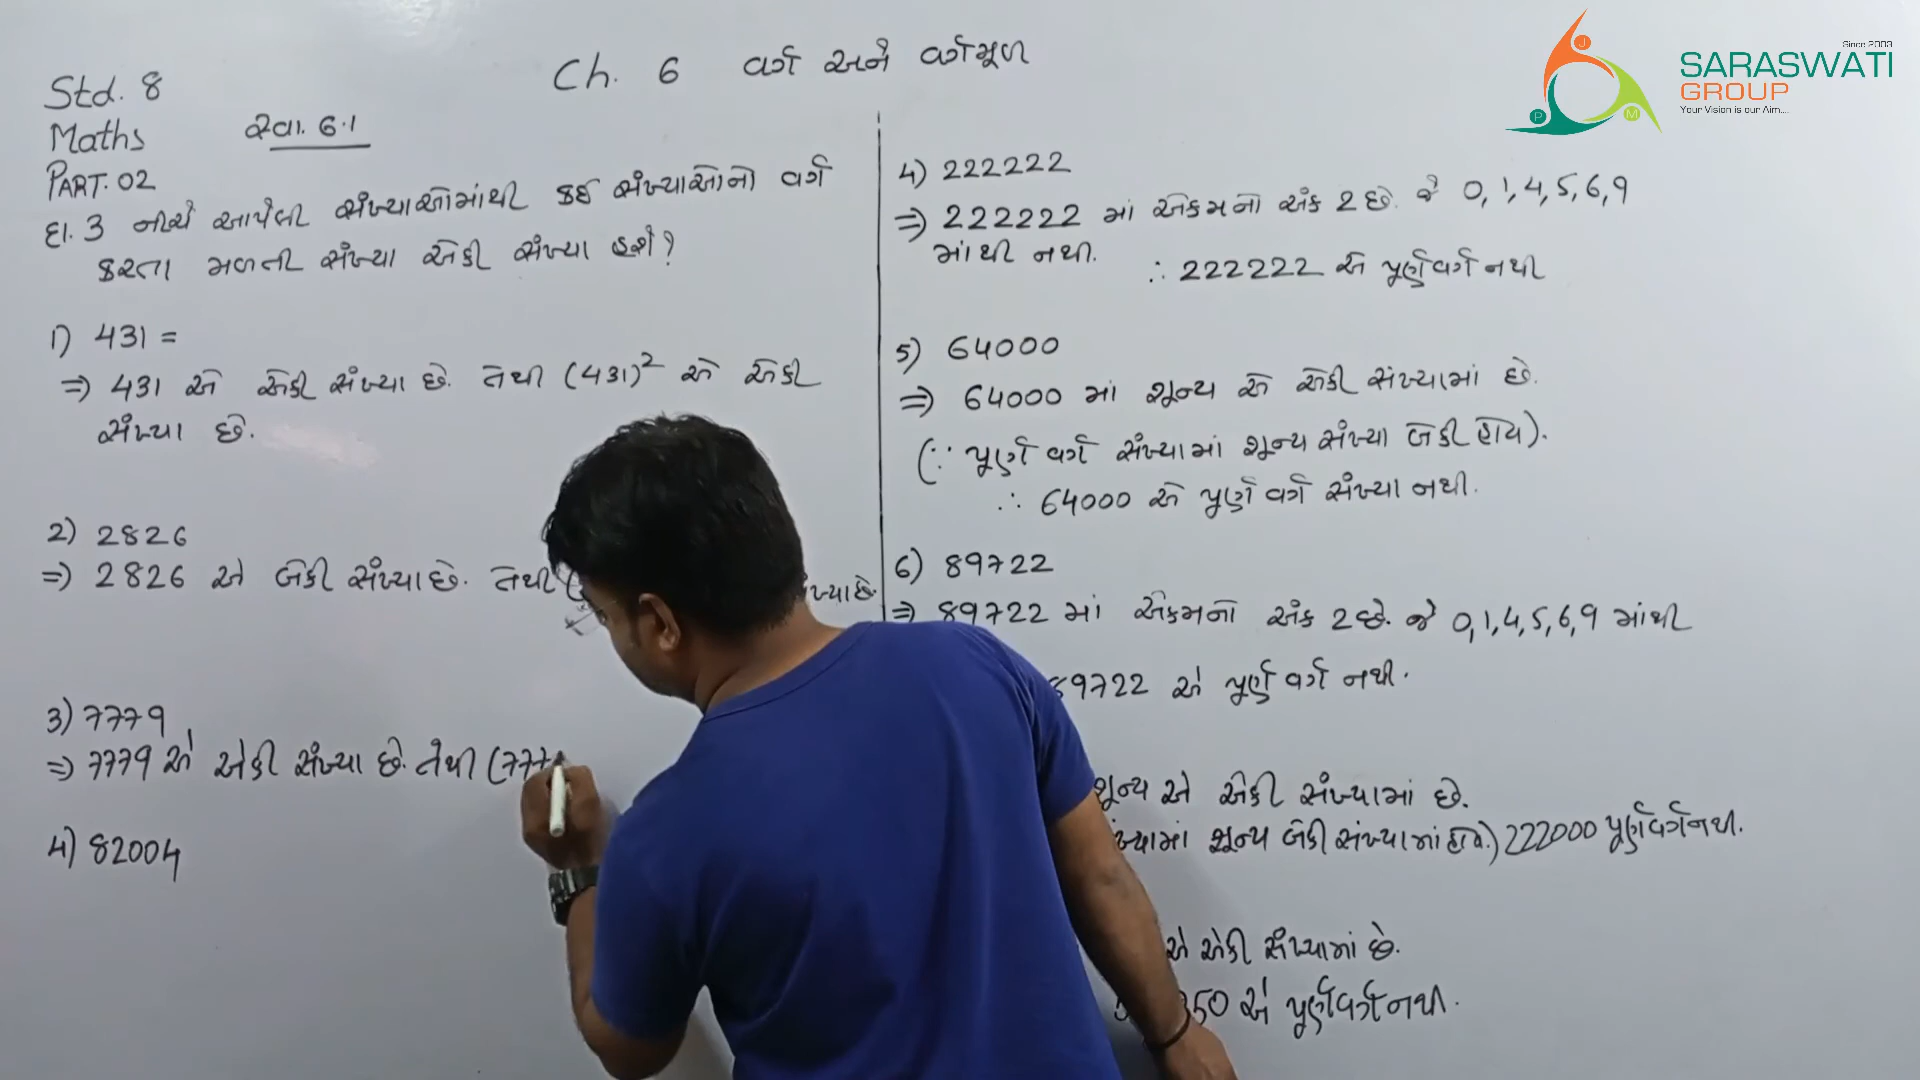 Ch. 6 વર્ગ અને વર્ગમૂળ
Std. 8
Maths
સ્વા. 6.1
PART. 02
દા. 3 નીચે આપેલી સંખ્યાઓમાંથી કઈ સંખ્યાઓનો વર્ગ
કરતા મળતી સંખ્યા એકી સંખ્યા હશે?
1) 431 =
⇒ 431 એ એકી સંખ્યા છે. તેથી (431)² એ એકી
સંખ્યા છે.
2) 2826
⇒ 2826 એ બેકી સંખ્યા છે. તેથી (
3) 7779
⇒ 7779 એ એકી સંખ્યા છે. તેથી (777
4) 82004
4) 222222
⇒ 222222 માં એકમનો અંક 2 છે. જે 0, 1, 4, 5, 6, 9
માંથી નથી.
∴ 222222 એ પૂર્ણવર્ગ નથી
5) 64000
⇒ 64000 માં શૂન્ય એ એકી સંખ્યામાં છે.
(∵ પૂર્ણ વર્ગ સંખ્યામાં શૂન્ય સંખ્યા બેકી હોય).
∴ 64000 એ પૂર્ણ વર્ગ સંખ્યા નથી.
6) 89722
⇒ 89722 માં એકમનો અંક 2 છે. જે 0, 1, 4, 5, 6, 9 માંથી
89722 એ પૂર્ણ વર્ગ નથી.
શૂન્ય એ એકી સંખ્યામાં છે.
શૂન્ય બેકી સંખ્યામાં હોય.) 222000 પૂર્ણવર્ગ નથી.
એ એકી સંખ્યામાં છે.
એ પૂર્ણવર્ગ નથી.
Since 2003
SARASWATI
GROUP
Your Vision is our Aim....
J
P
M